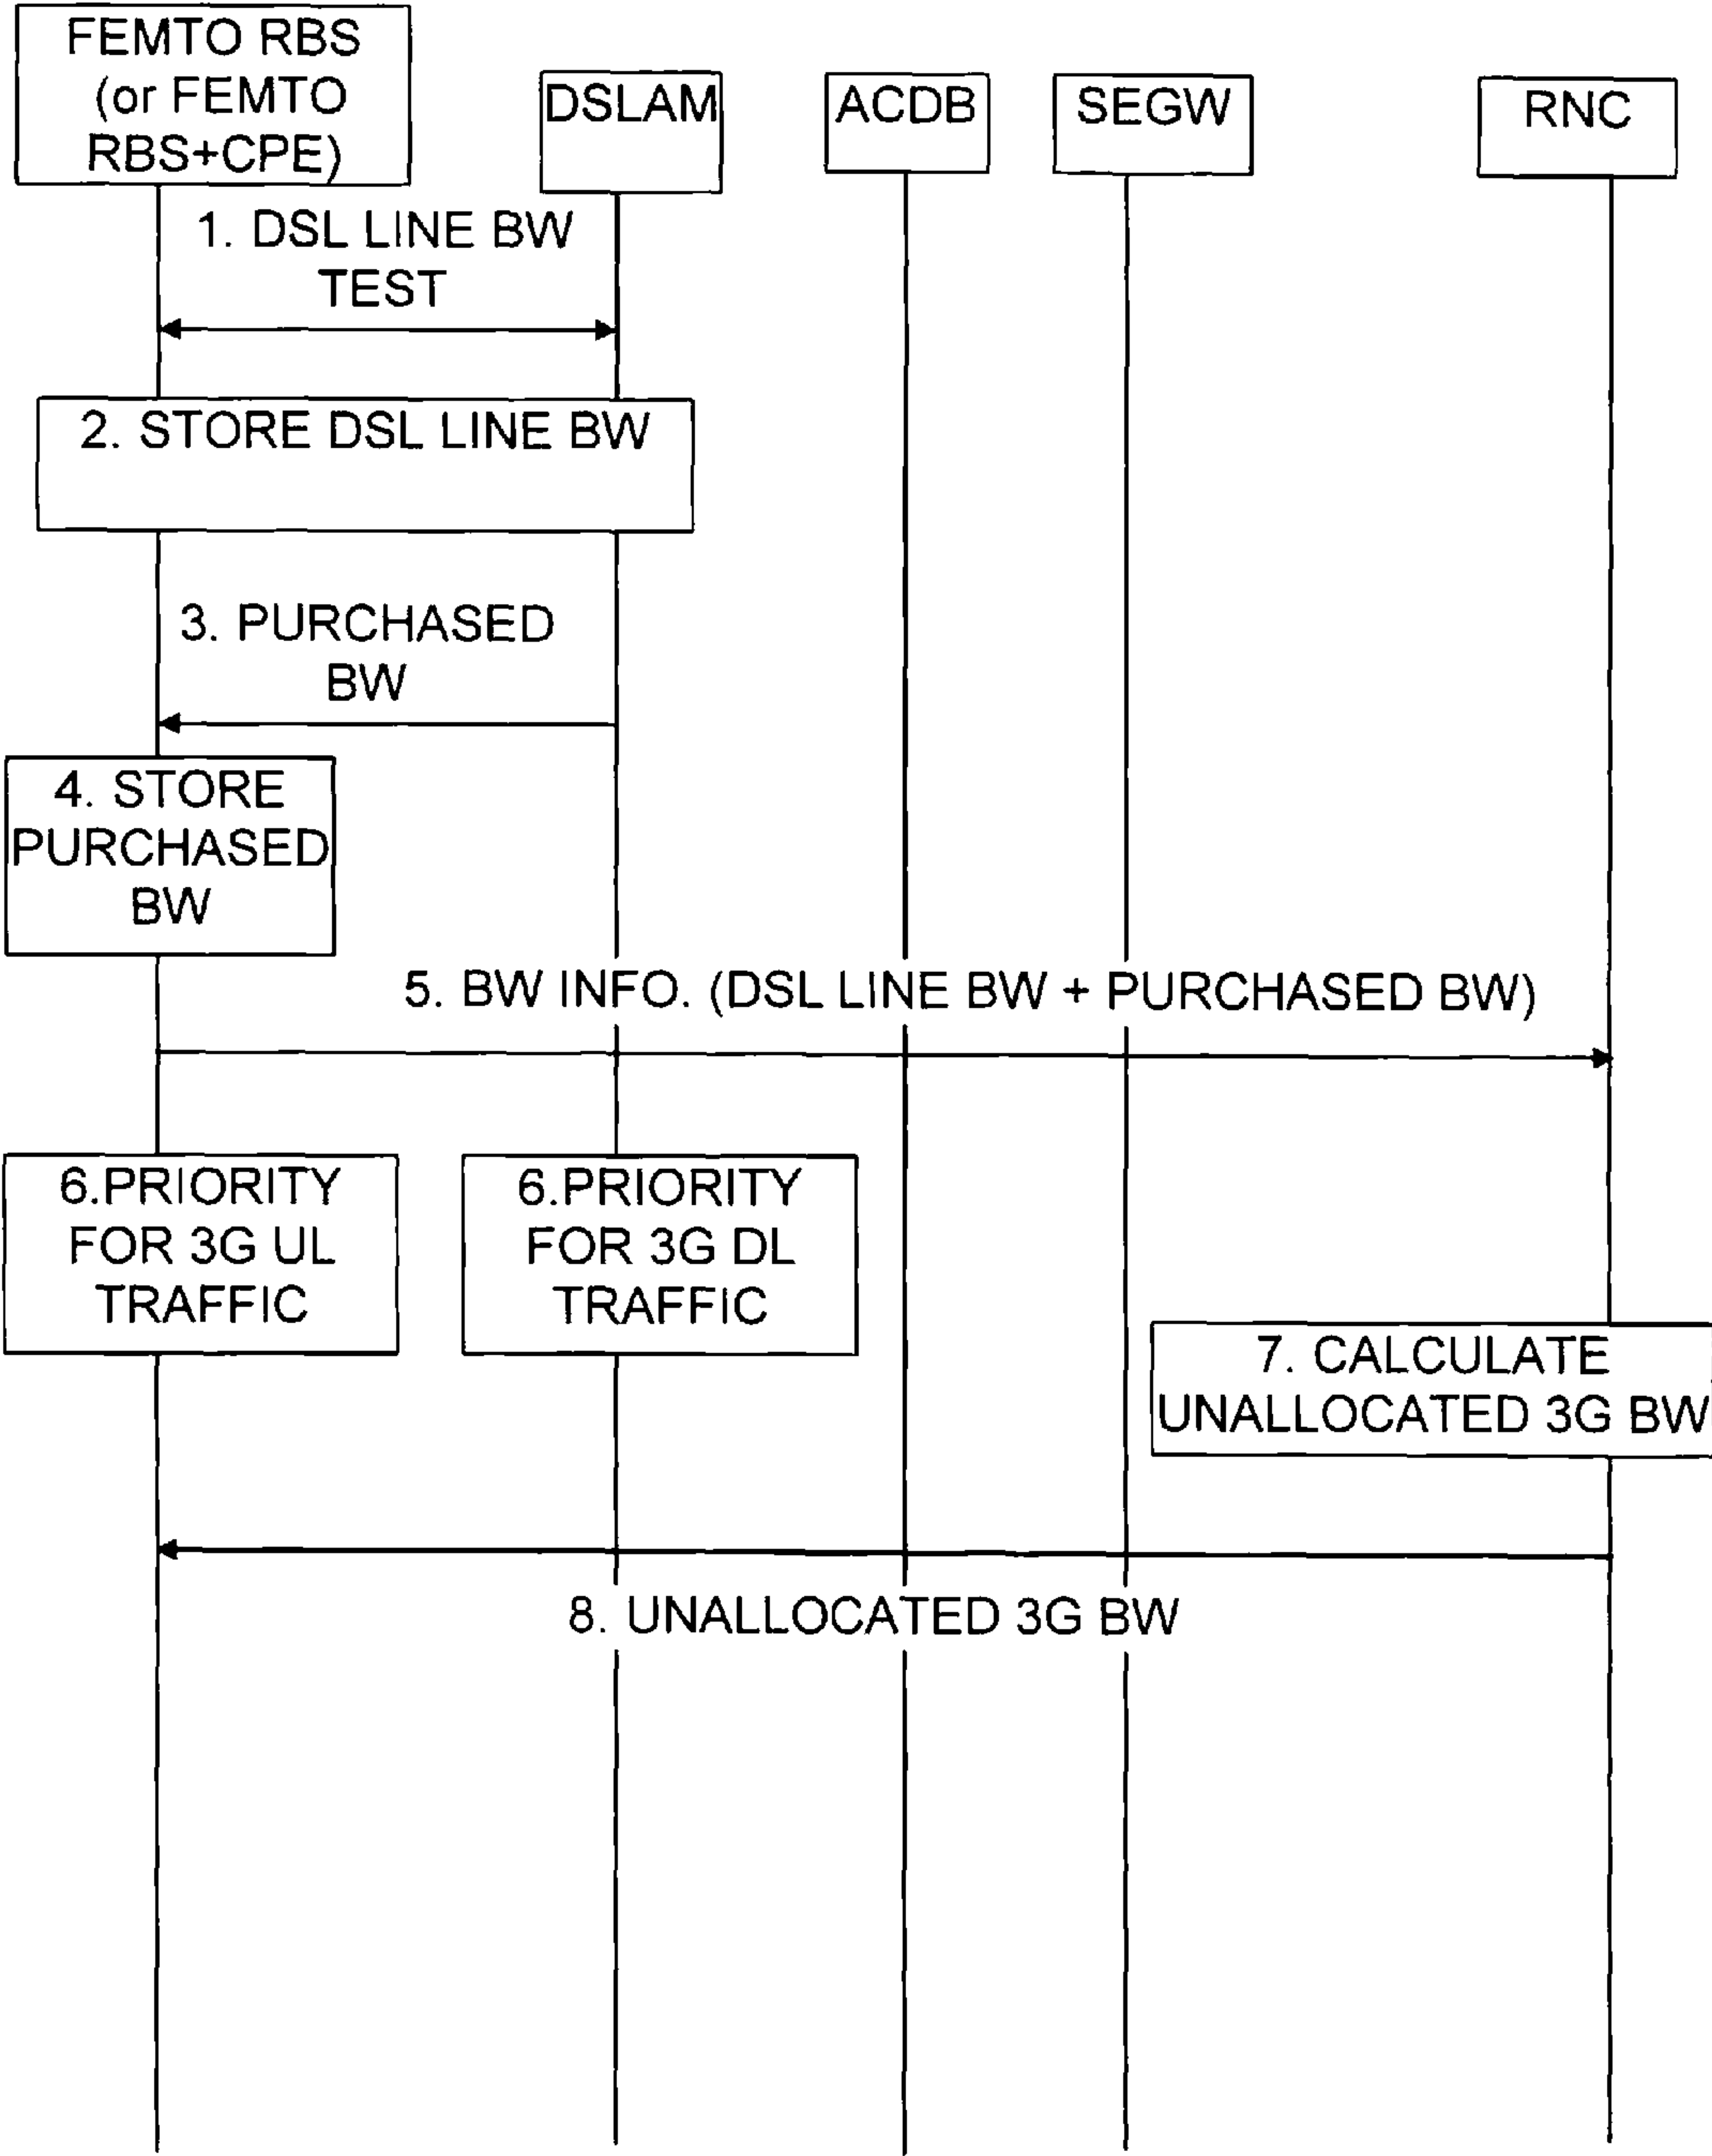 FEMTO RBS
(or FEMTO
RBS+CPE)
DSLAM
ACDB
SEGW
RNC
1. DSL LINE BW
TEST
2. STORE DSL LINE BW
3. PURCHASED
BW
4. STORE
PURCHASED
BW
5. BW INFO. (DSL LINE BW + PURCHASED BW)
6.PRIORITY
FOR 3G UL
TRAFFIC
6.PRIORITY
FOR 3G DL
TRAFFIC
7. CALCULATE
UNALLOCATED 3G BW
8. UNALLOCATED 3G BW